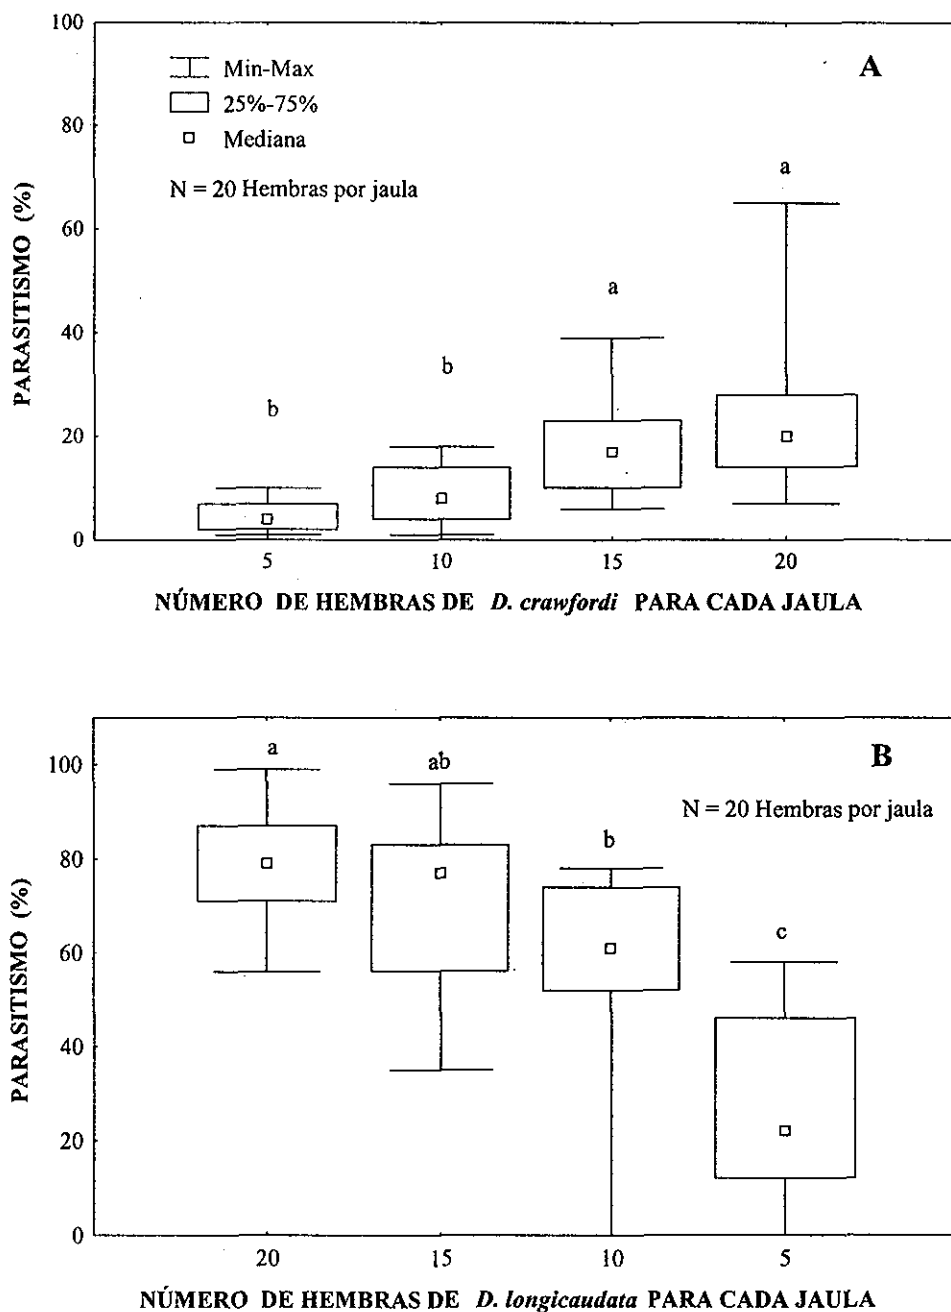 100
A
Min-Max
25%-75%
Mediana
N = 20 Hembras por jaula
80
60
40
20
0
PARASITISMO (%)
b
b
a
a
5
10
15
20
NÚMERO DE HEMBRAS DE D. crawfordi PARA CADA JAULA
B
N = 20 Hembras por jaula
100
80
60
40
20
0
PARASITISMO (%)
a
ab
b
c
20
15
10
5
NÚMERO DE HEMBRAS DE D. longicaudata PARA CADA JAULA